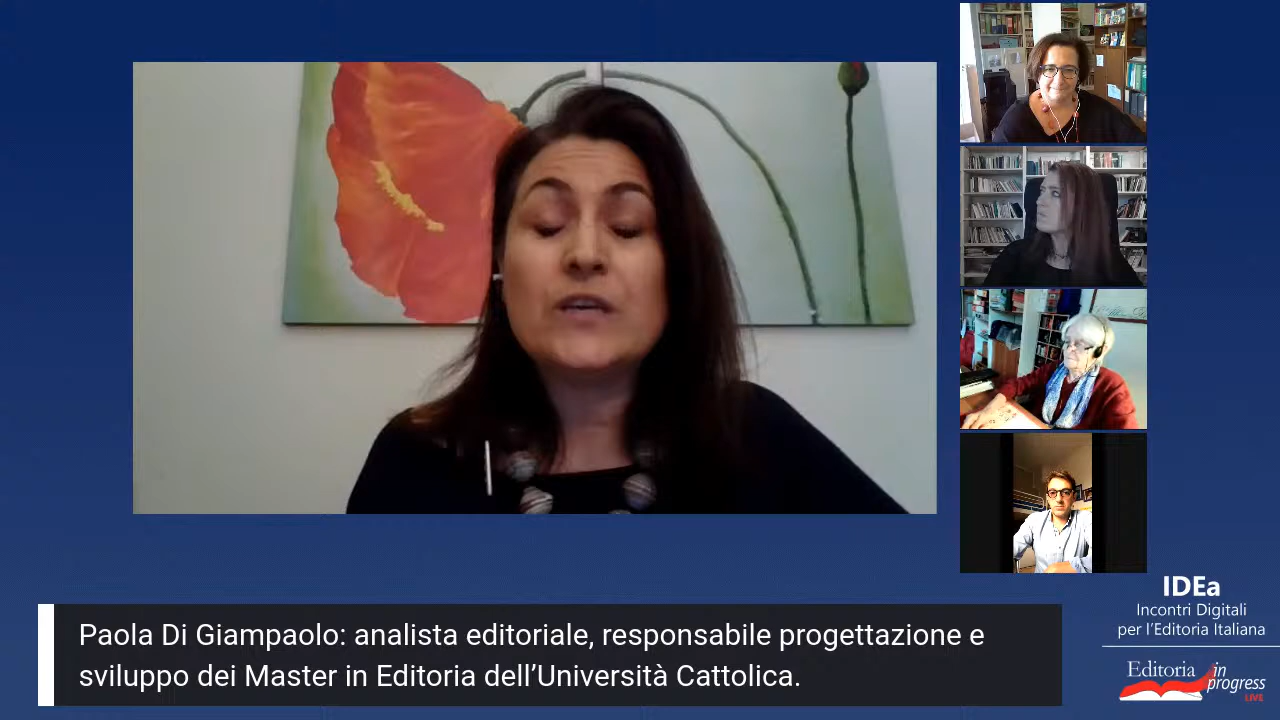 Paola Di Giampaolo: analista editoriale, responsabile progettazione e
sviluppo dei Master in Editoria dell’Università Cattolica.
IDEa
Incontri Digitali
per l’Editoria Italiana
Editoria in
progress
LIVE